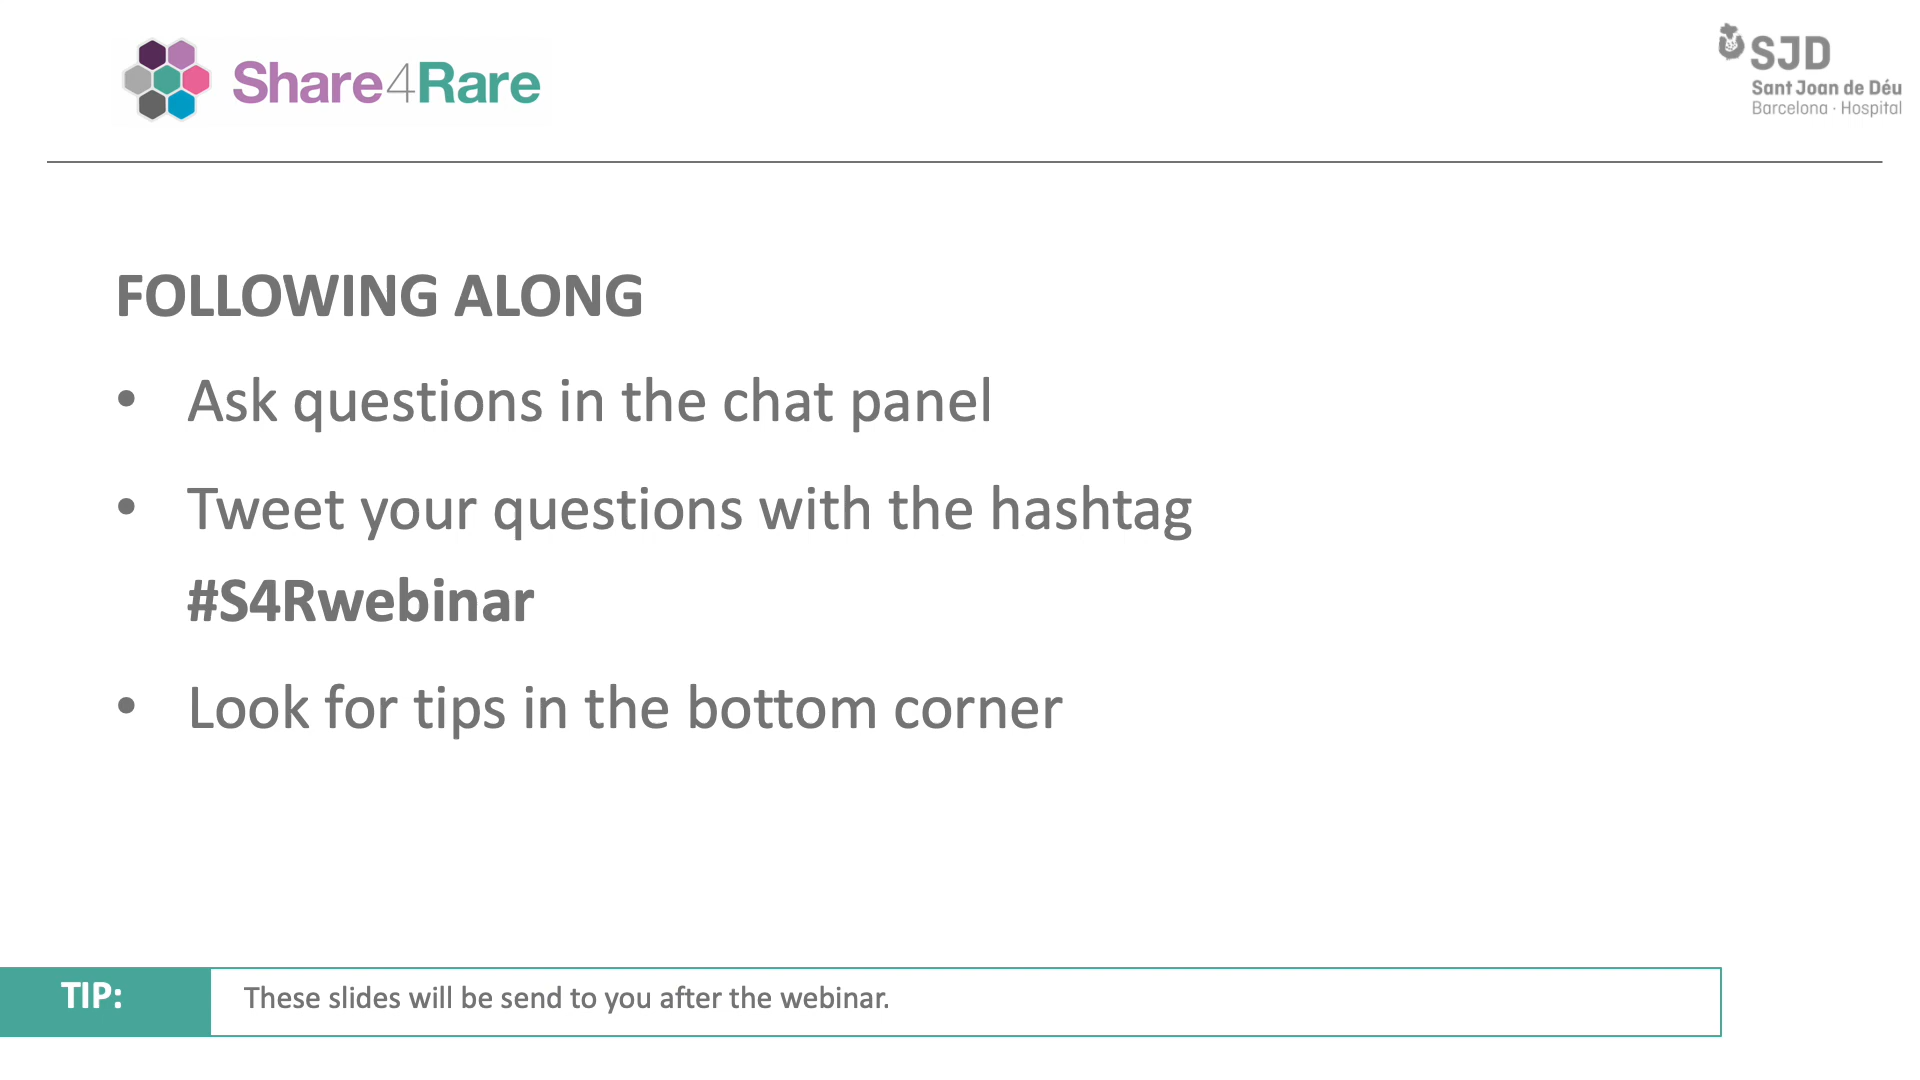 Share4Rare
SJD
Sant Joan de Déu
Barcelona · Hospital
FOLLOWING ALONG
• Ask questions in the chat panel
• Tweet your questions with the hashtag
#S4Rwebinar
• Look for tips in the bottom corner
TIP: These slides will be send to you after the webinar.